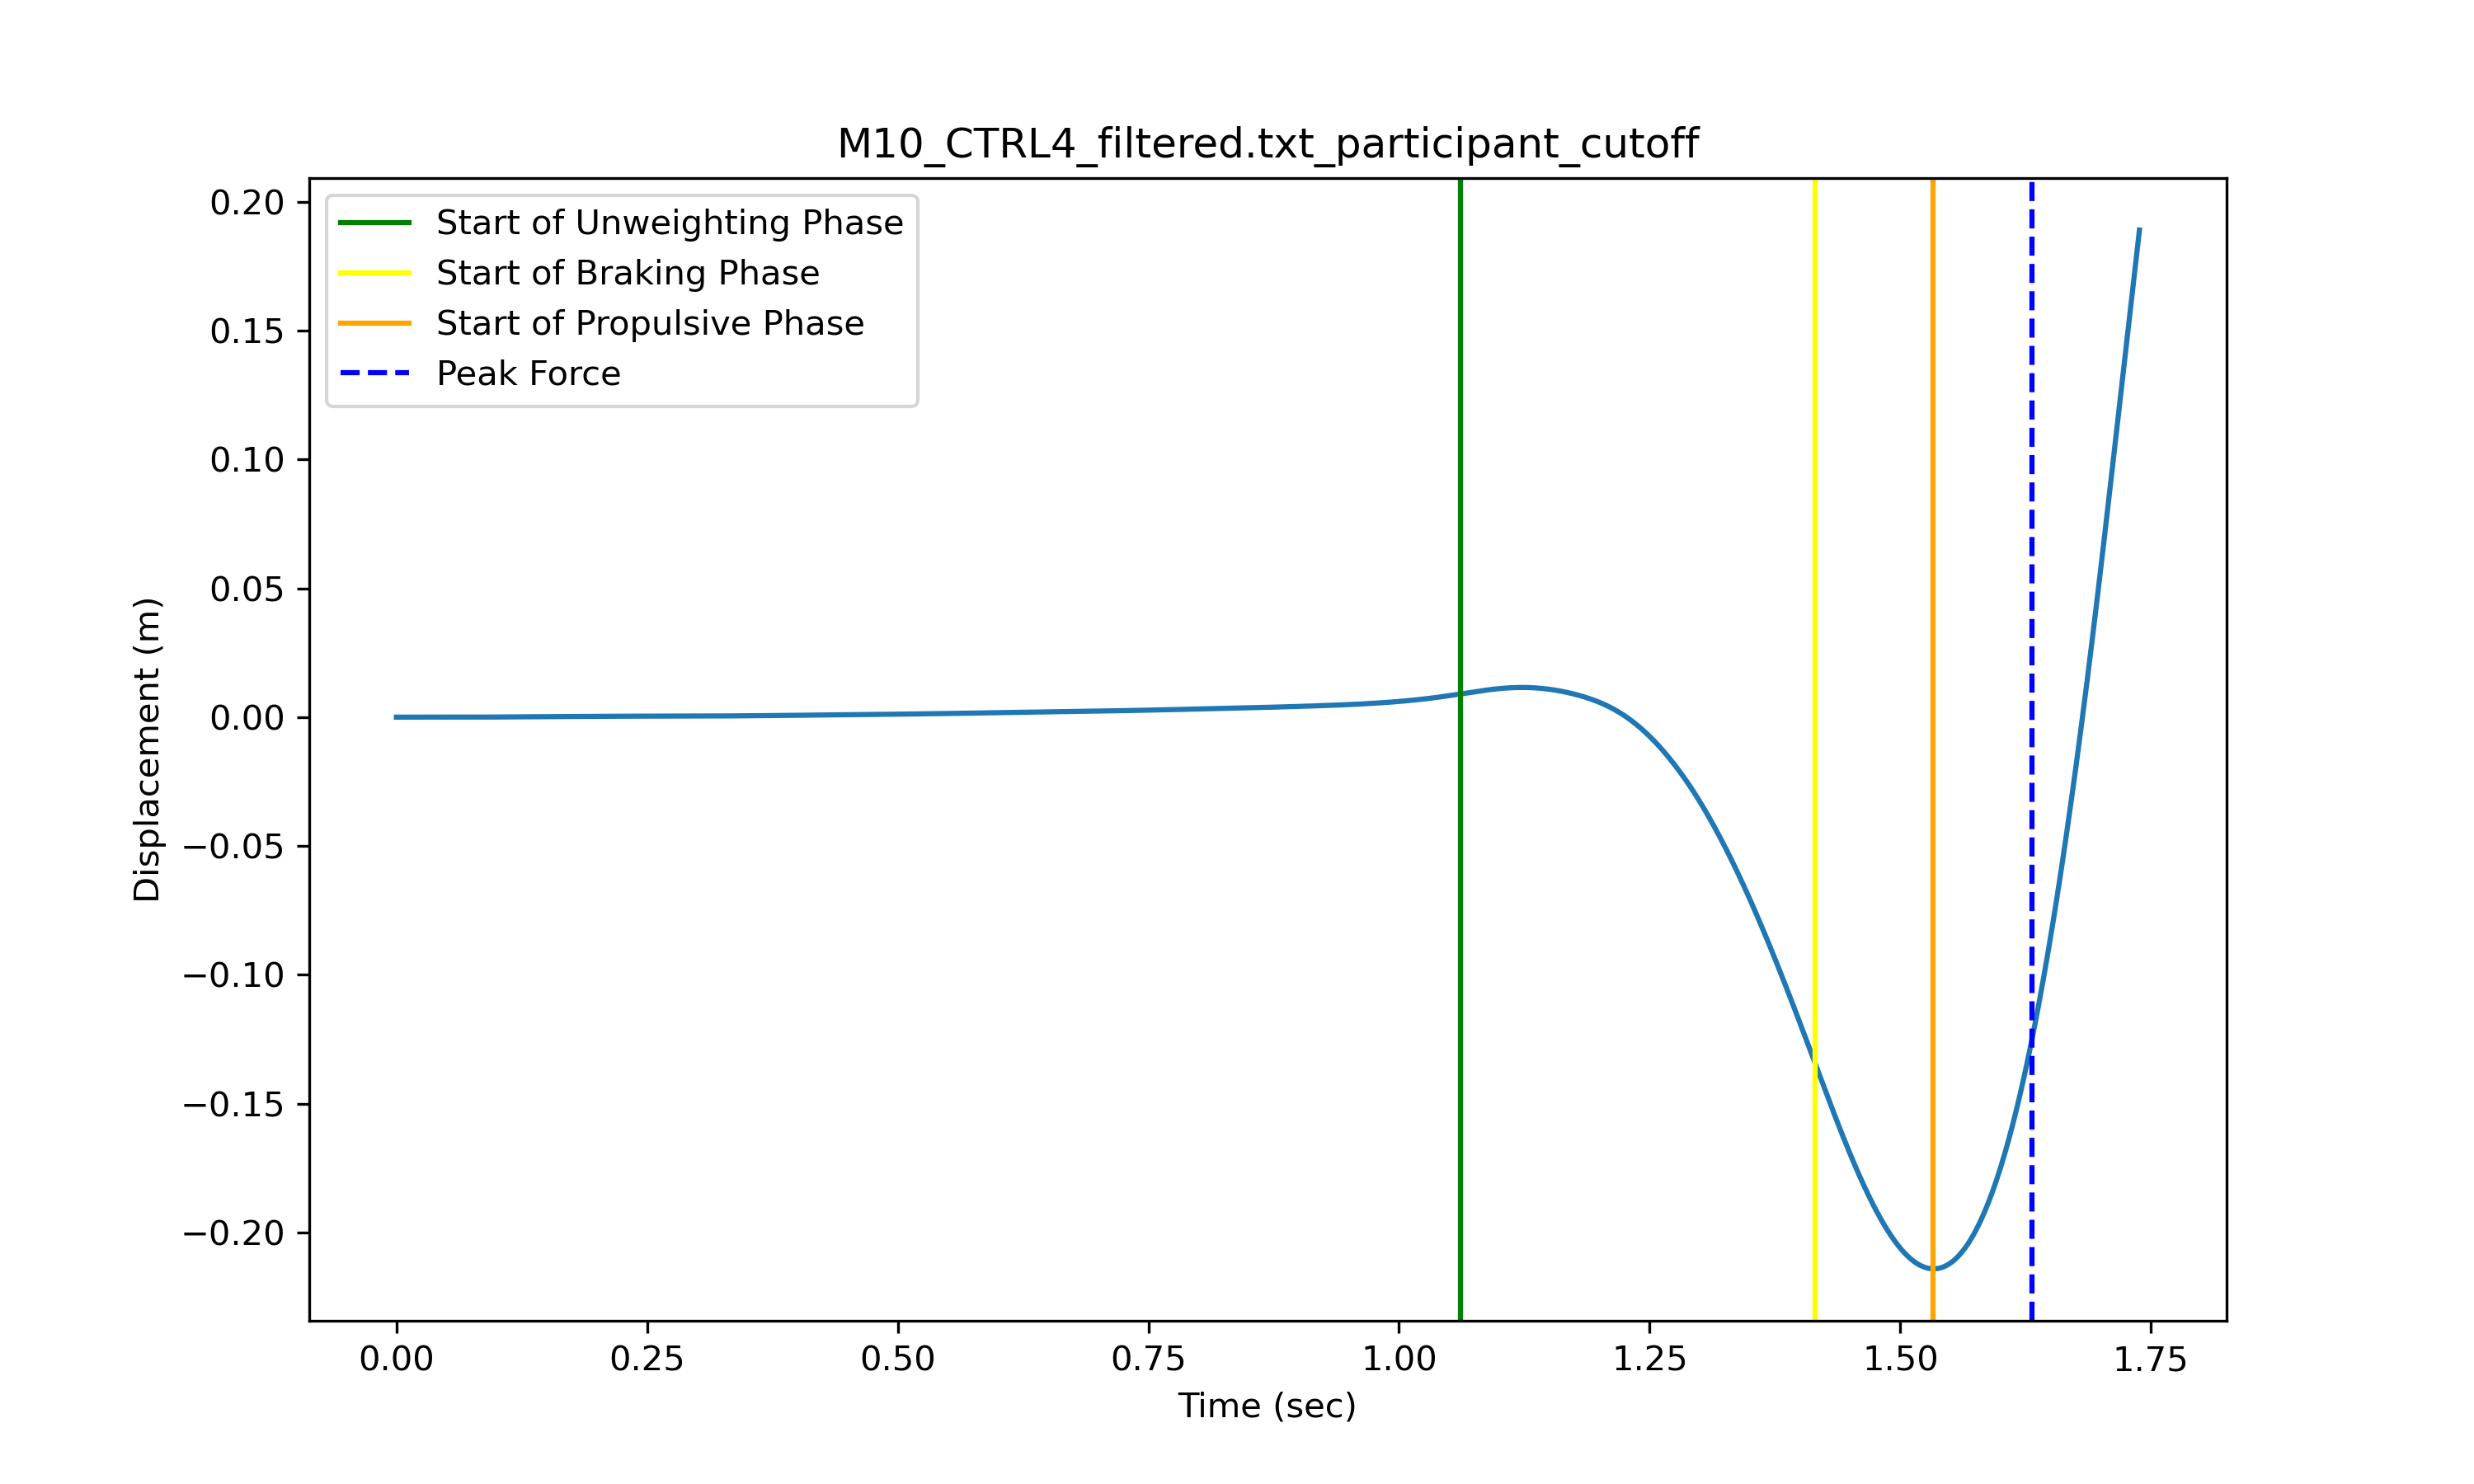 M10_CTRL4_filtered.txt_participant_cutoff
Start of Unweighting Phase
Start of Braking Phase
Start of Propulsive Phase
Peak Force
Displacement (m)
0.20
0.15
0.10
0.05
0.00
−0.05
−0.10
−0.15
−0.20
0.00 0.25 0.50 0.75 1.00 1.25 1.50 1.75
Time (sec)